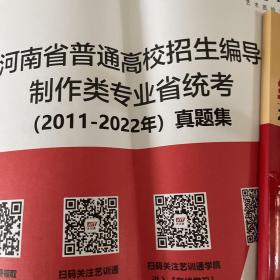 河南省普通高校招生编导
制作类专业省统考
（2011-2022年）真题集
扫码关注艺训通
扫码关注艺训通学院